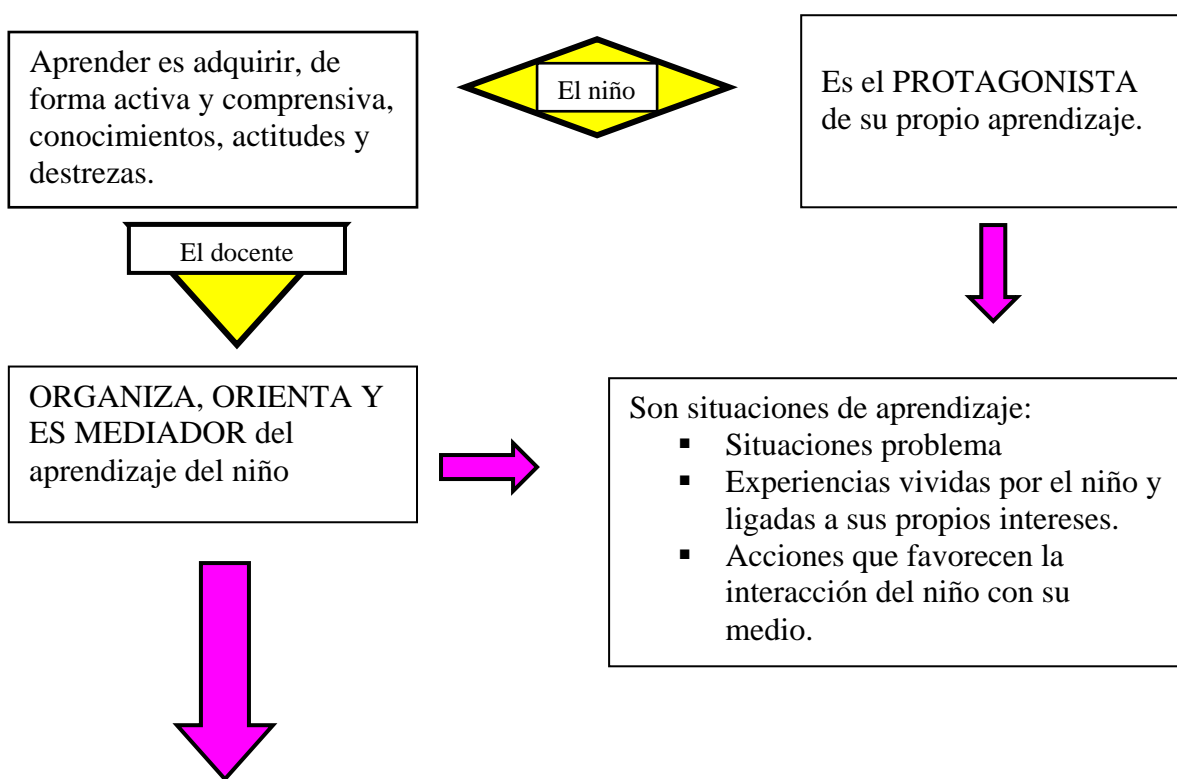 Aprender es adquirir, de
forma activa y comprensiva,
conocimientos, actitudes y
destrezas.
El niño
Es el PROTAGONISTA
de su propio aprendizaje.
El docente
ORGANIZA, ORIENTA Y
ES MEDIADOR del
aprendizaje del niño
Son situaciones de aprendizaje:
▪ Situaciones problema
▪ Experiencias vividas por el niño y
ligadas a sus propios intereses.
▪ Acciones que favorecen la
interacción del niño con su
medio.